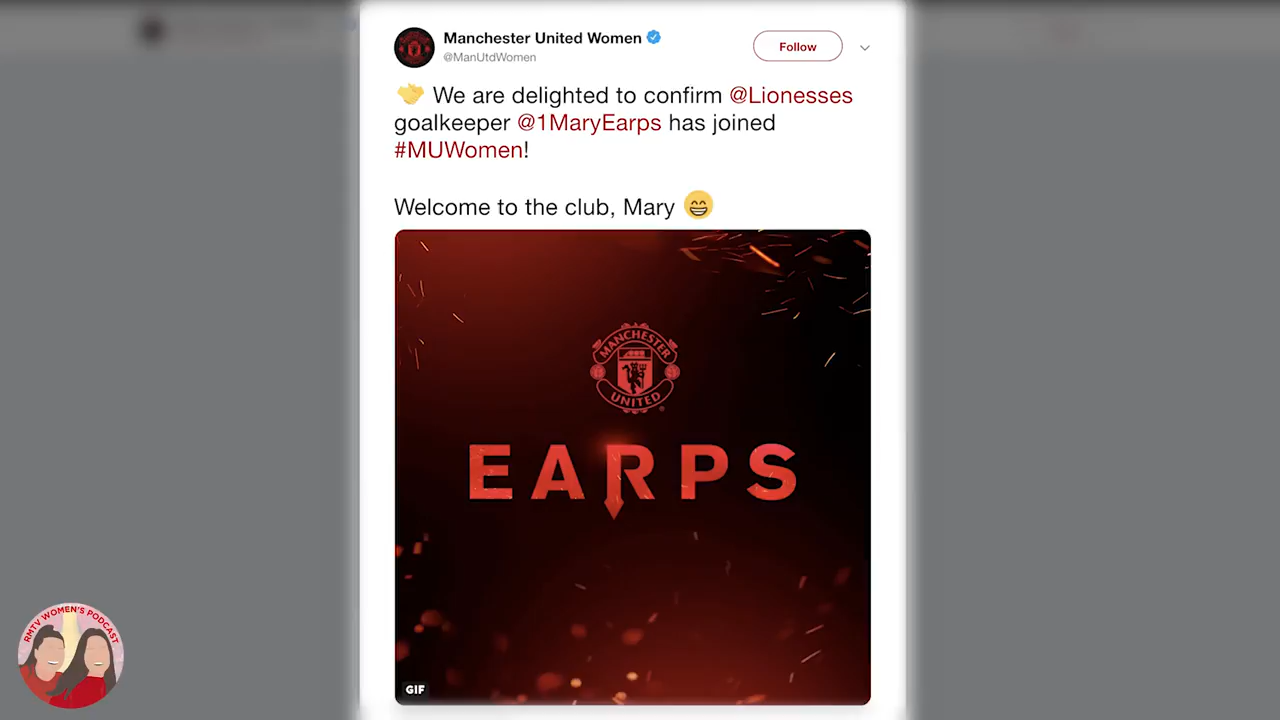 Manchester United Women
@ManUtdWomen
Follow
🤝 We are delighted to confirm @Lionesses
goalkeeper @1MaryEarps has joined
#MUWomen!
Welcome to the club, Mary 😁
MANCHESTER
UNITED
EARPS
GIF
RMTV WOMEN'S PODCAST